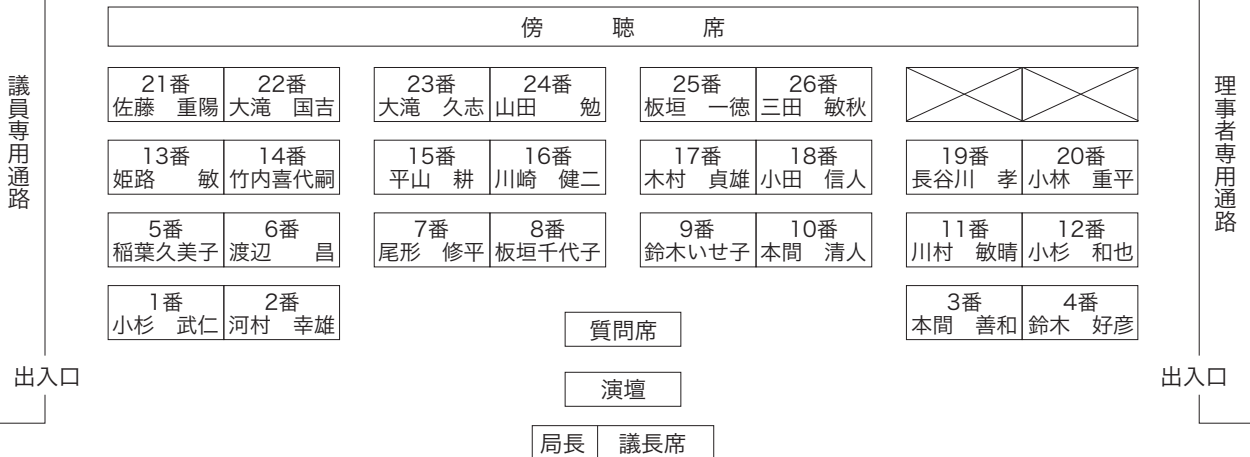 傍　聴　席
議員専用通路
理事者専用通路
21番 22番 23番 24番 25番 26番
佐藤　重陽 大滝　国吉 大滝　久志 山田　勉 板垣　一徳 三田　敏秋
13番 14番 15番 16番 17番 18番 19番 20番
姫路　敏 竹内喜代嗣 平山　耕 川崎　健二 木村　貞雄 小田　信人 長谷川　孝 小林　重平
5番 6番 7番 8番 9番 10番 11番 12番
稲葉久美子 渡辺　昌 尾形　修平 板垣千代子 鈴木いせ子 本間　清人 川村　敏晴 小杉　和也
1番 2番 3番 4番
小杉　武仁 河村　幸雄 本間　善和 鈴木　好彦
質問席
出入口 出入口
演壇
局長 議長席